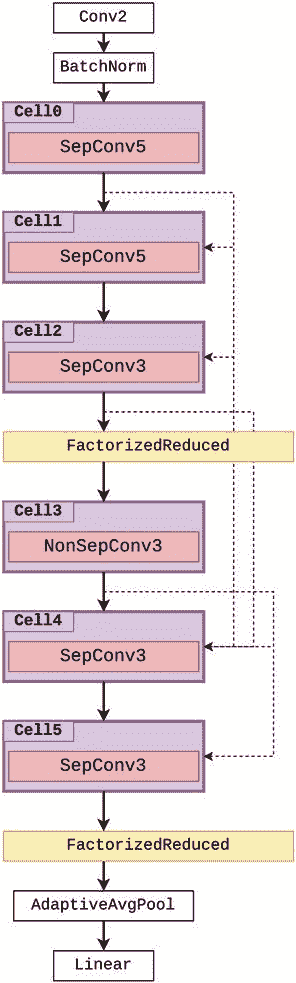 Conv2
BatchNorm
Cell0
SepConv5
Cell1
SepConv5
Cell2
SepConv3
FactorizedReduced
Cell3
NonSepConv3
Cell4
SepConv3
Cell5
SepConv3
FactorizedReduced
AdaptiveAvgPool
Linear